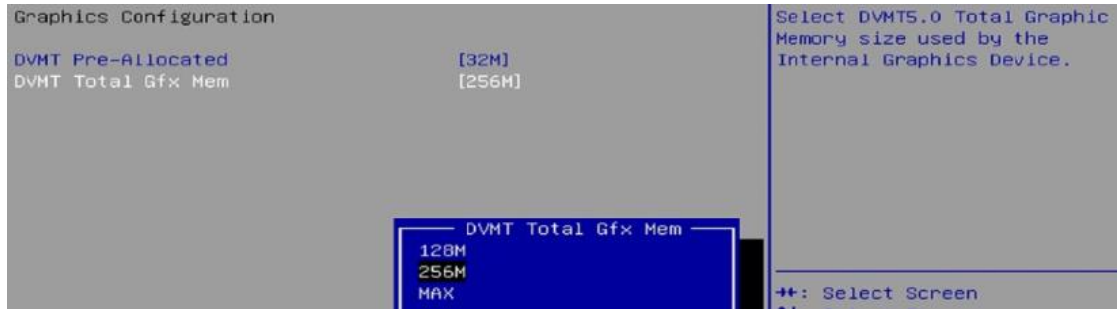 Graphics Configuration
DVMT Pre-Allocated [32M]
DVMT Total Gfx Mem [256M]
Select DVMT5.0 Total Graphic
Memory size used by the
Internal Graphics Device.
DVMT Total Gfx Mem
128M
256M
MAX
→←: Select Screen